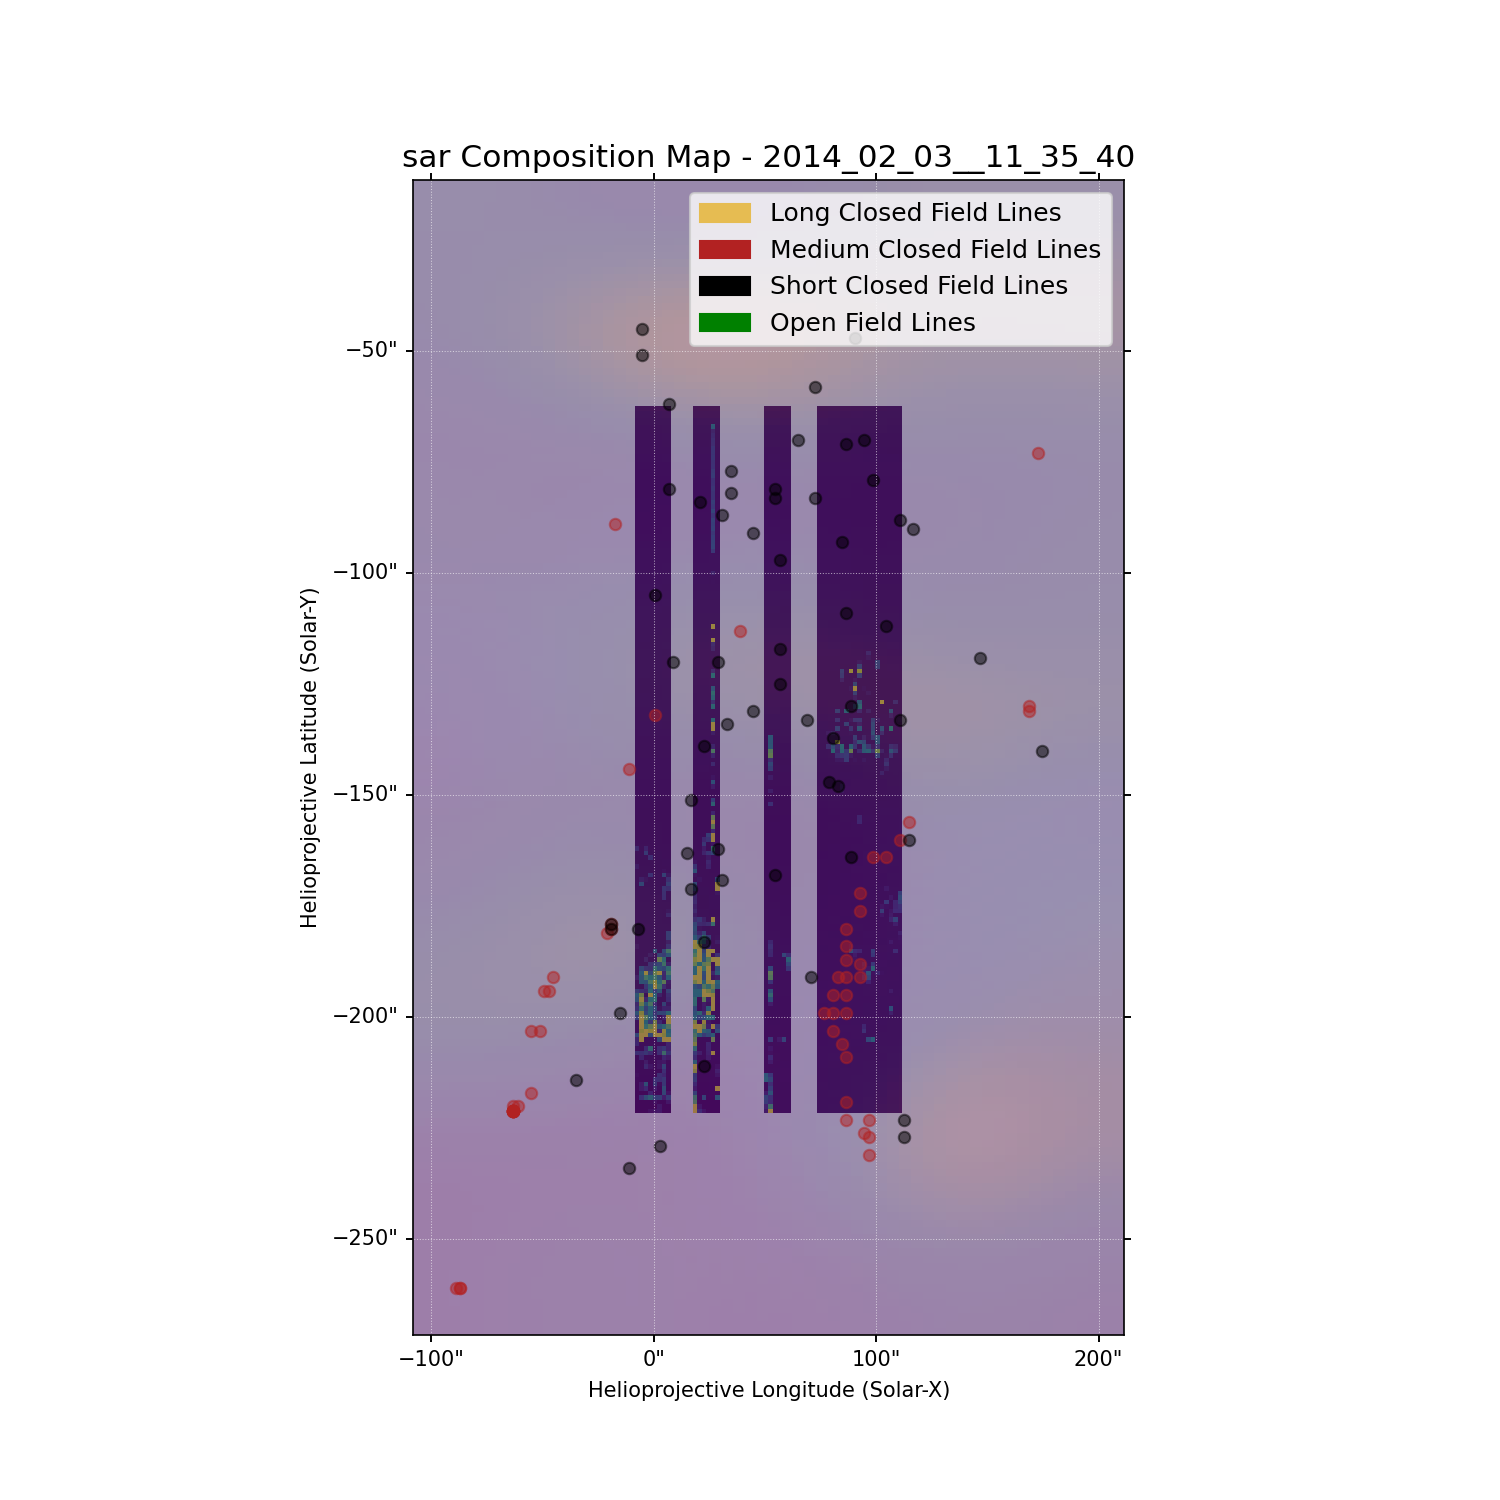 sar Composition Map - 2014_02_03__11_35_40
Long Closed Field Lines
Medium Closed Field Lines
Short Closed Field Lines
Open Field Lines
−50"
−100"
−150"
−200"
−250"
Helioprojective Latitude (Solar-Y)
−100" 0" 100" 200"
Helioprojective Longitude (Solar-X)